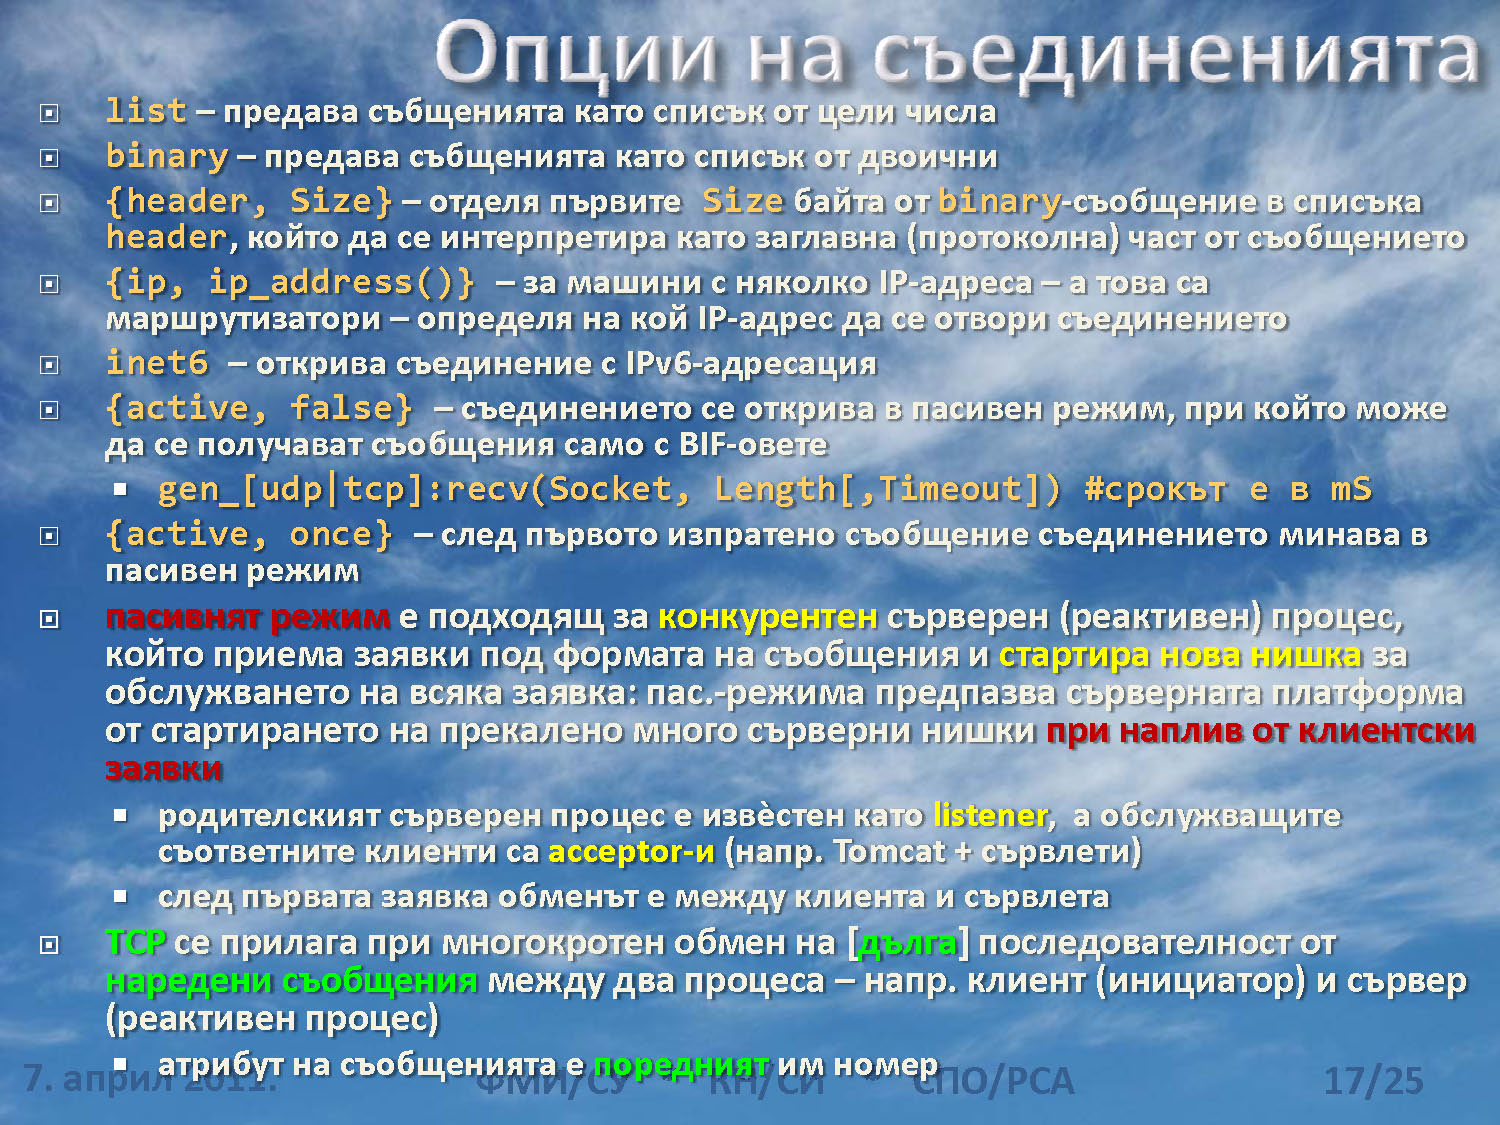 Опции на съединенията
list – предава събщенията като списък от цели числа
binary – предава събщенията като списък от двоични
{header, Size} – отделя първите Size байта от binary-съобщение в списъка
header, който да се интерпретира като заглавна (протоколна) част от съобщението
{ip, ip_address()} – за машини с няколко IP-адреса – а това са
маршрутизатори – определя на кой IP-адрес да се отвори съединението
inet6 – открива съединение с IPv6-адресация
{active, false} – съединението се открива в пасивен режим, при който може
да се получават съобщения само с BIF-овете
gen_[udp|tcp]:recv(Socket, Length[,Timeout]) #срокът е в mS
{active, once} – след първото изпратено съобщение съединението минава в
пасивен режим
пасивнят режим е подходящ за конкурентен сърверен (реактивен) процес,
който приема заявки под формата на съобщения и стартира нова нишка за
обслужването на всяка заявка: пас.-режима предпазва сърверната платформа
от стартирането на прекалено много сърверни нишки при наплив от клиентски
заявки
родителският сърверен процес е извѐстен като listener, а обслужващите
съответните клиенти са acceptor-и (напр. Tomcat + сървлети)
след първата заявка обменът е между клиента и сървлета
TCP се прилага при многокротен обмен на [дълга] последователност от
наредени съобщения между два процеса – напр. клиент (инициатор) и сървер
(реактивен процес)
атрибут на съобщенията е поредният им номер
7. април 2011. ФМИ/СУ * КН/СИ * СПО/РСА 17/25